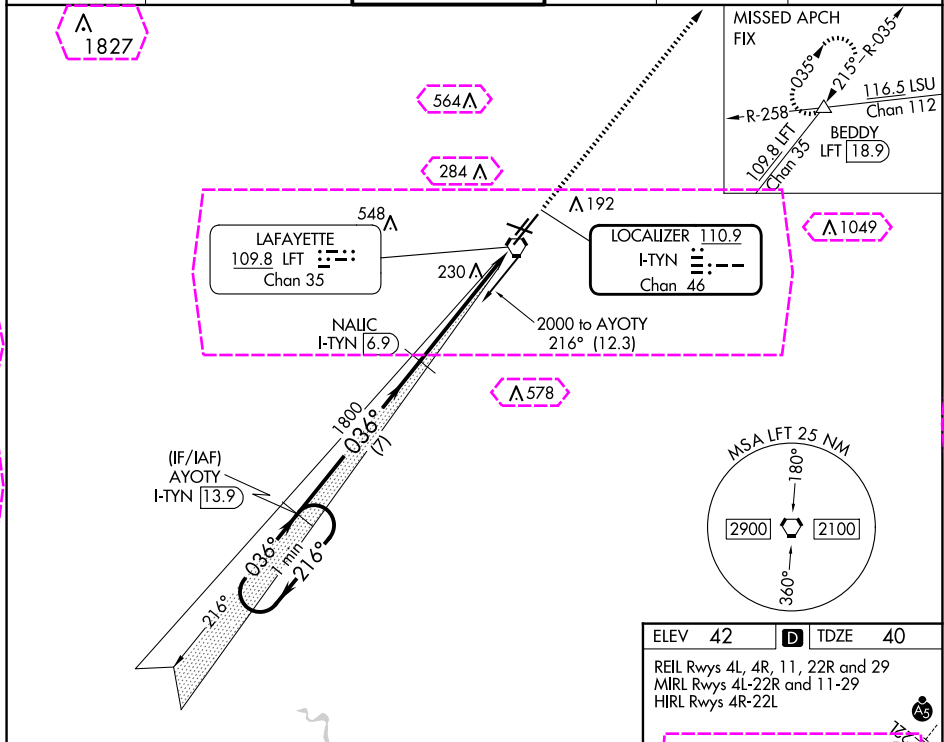 1827
564
284
548
192
1049
LAFAYETTE
109.8 LFT
Chan 35
230
LOCALIZER 110.9
I-TYN
Chan 46
NALIC
I-TYN 6.9
2000 to AYOTY
216° (12.3)
578
1800
036°
(7)
(IF/IAF)
AYOTY
I-TYN 13.9
036°
1 min
216°
216°
MISSED APCH
FIX
035°
215°
R-035
R-258
116.5 LSU
Chan 112
BEDDY
LFT 18.9
109.8 LFT
Chan 35
MSA LFT 25 NM
180°
2900
2100
360°
ELEV 42 D TDZE 40
REIL Rwys 4L, 4R, 11, 22R and 29
MIRL Rwys 4L-22R and 11-29
HIRL Rwys 4R-22L
A5